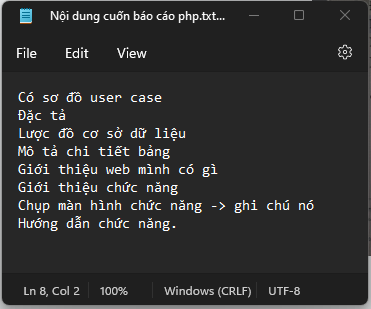 Nội dung cuốn báo cáo php.txt...
File Edit View
Có sơ đồ user case
Đặc tả
Lược đồ cơ sở dữ liệu
Mô tả chi tiết bảng
Giới thiệu web mình có gì
Giới thiệu chức năng
Chụp màn hình chức năng -> ghi chú nó
Hướng dẫn chức năng.
Ln 8, Col 2 100% Windows (CRLF) UTF-8